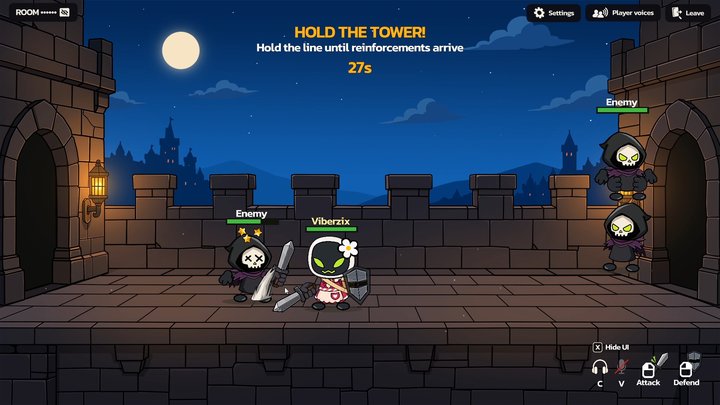 ROOM ••••••
Settings
Player voices
Leave
HOLD THE TOWER!
Hold the line until reinforcements arrive
27s
Enemy
Enemy
Viberzix
X Hide UI
C
V
Attack
Defend